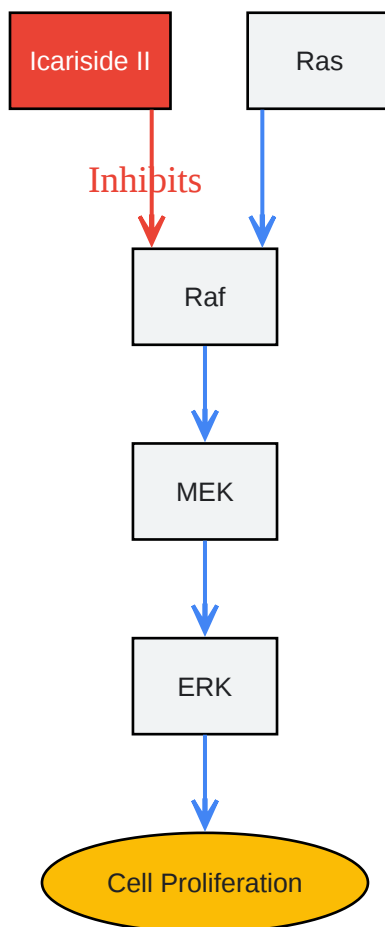 Icariside II
Ras
Inhibits
Raf
MEK
ERK
Cell Proliferation